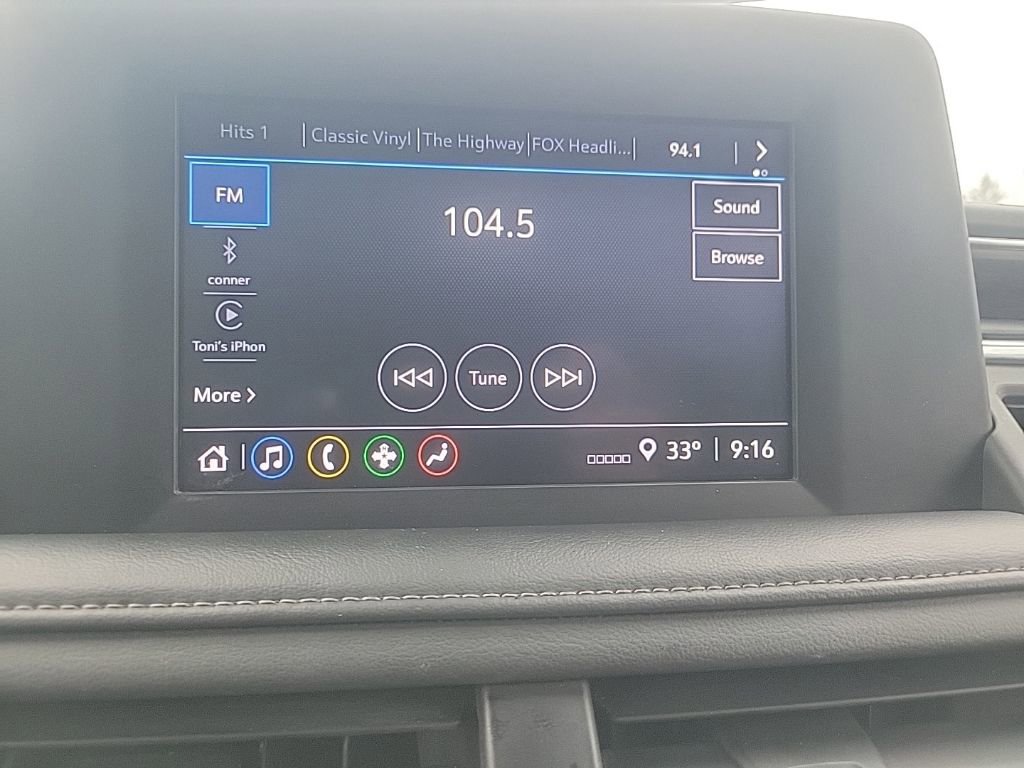 Hits 1 Classic Vinyl The Highway FOX Headli... 94.1
FM
104.5
Sound
Browse
conner
Toni's iPhon
More
Tune
33° 9:16